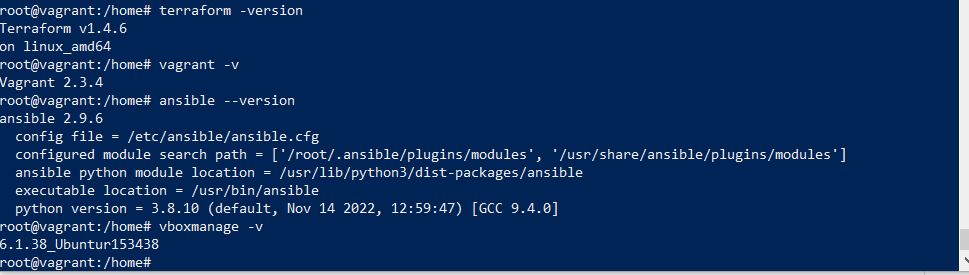 root@vagrant:/home# terraform -version
Terraform v1.4.6
on linux_amd64
root@vagrant:/home# vagrant -v
Vagrant 2.3.4
root@vagrant:/home# ansible --version
ansible 2.9.6
  config file = /etc/ansible/ansible.cfg
  configured module search path = ['/root/.ansible/plugins/modules', '/usr/share/ansible/plugins/modules']
  ansible python module location = /usr/lib/python3/dist-packages/ansible
  executable location = /usr/bin/ansible
  python version = 3.8.10 (default, Nov 14 2022, 12:59:47) [GCC 9.4.0]
root@vagrant:/home# vboxmanage -v
6.1.38_Ubuntur153438
root@vagrant:/home#